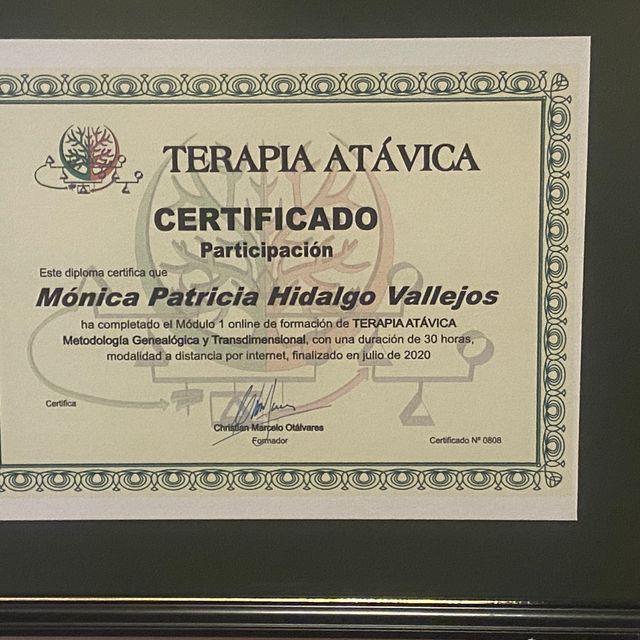 TERAPIA ATÁVICA
CERTIFICADO
Participación
Este diploma certifica que
Mónica Patricia Hidalgo Vallejos
ha completado el Módulo 1 online de formación de TERAPIA ATÁVICA
Metodología Genealógica y Transdimensional, con una duración de 30 horas,
modalidad a distancia por internet, finalizado en julio de 2020
Certifica
Christian Marcelo Otálvares
Formador
Certificado Nº 0808